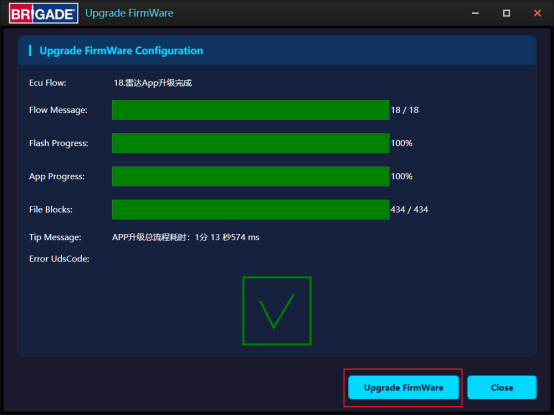 BRIGADE Upgrade FirmWare
Upgrade FirmWare Configuration
Ecu Flow: 18.雷达App升级完成
Flow Message: 18 / 18
Flash Progress: 100%
App Progress: 100%
File Blocks: 434 / 434
Tip Message: APP升级总流程耗时：1分 13 秒574 ms
Error UdsCode:
Upgrade FirmWare Close